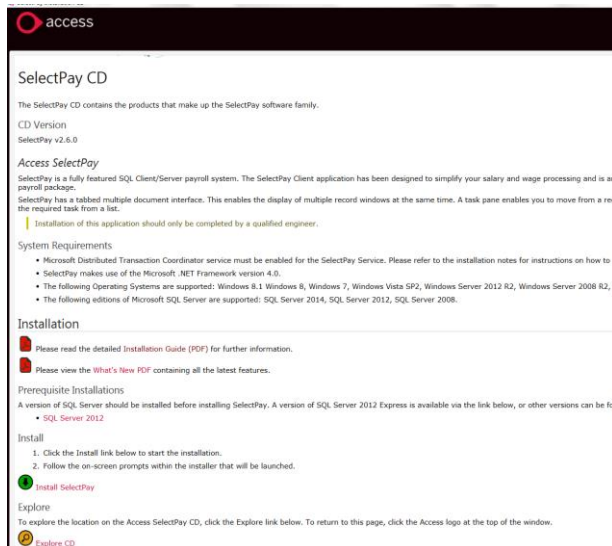 access
SelectPay CD
The SelectPay CD contains the products that make up the SelectPay software family.
CD Version
SelectPay v2.6.0
Access SelectPay
SelectPay is a fully featured SQL Client/Server payroll system. The SelectPay Client application has been designed to simplify your salary and wage processing and is a
payroll package.
SelectPay has a tabbed multiple document interface. This enables the display of multiple record windows at the same time. A task pane enables you to move from a re
the required task from a list.
Installation of this application should only be completed by a qualified engineer.
System Requirements
• Microsoft Distributed Transaction Coordinator service must be enabled for the SelectPay Service. Please refer to the installation notes for instructions on how to
• SelectPay makes use of the Microsoft .NET Framework version 4.0.
• The following Operating Systems are supported: Windows 8.1 Windows 8, Windows 7, Windows Vista SP2, Windows Server 2012 R2, Windows Server 2008 R2,
• The following editions of Microsoft SQL Server are supported: SQL Server 2014, SQL Server 2012, SQL Server 2008.
Installation
Please read the detailed Installation Guide (PDF) for further information.
Please view the What's New PDF containing all the latest features.
Prerequisite Installations
A version of SQL Server should be installed before installing SelectPay. A version of SQL Server 2012 Express is available via the link below, or other versions can be fo
• SQL Server 2012
Install
1. Click the Install link below to start the installation.
2. Follow the on-screen prompts within the installer that will be launched.
Install SelectPay
Explore
To explore the location on the Access SelectPay CD, click the Explore link below. To return to this page, click the Access logo at the top of the window.
Explore CD